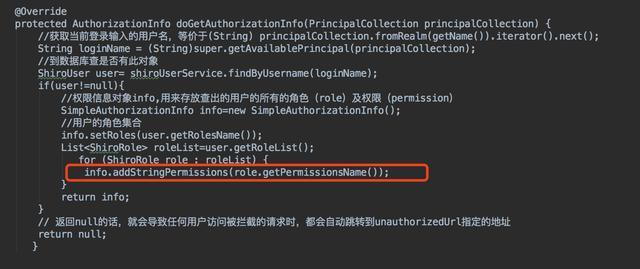 @Override
protected AuthorizationInfo doGetAuthorizationInfo(PrincipalCollection principalCollection) {
//获取当前登录输入的用户名，等价于(String) principalCollection.fromRealm(getName()).iterator().next();
String loginName = (String)super.getAvailablePrincipal(principalCollection);
//到数据库查是否有此对象
ShiroUser user= shiroUserService.findByUsername(loginName);
if(user!=null){
//权限信息对象info,用来存放查出的用户的所有的角色（role）及权限（permission）
SimpleAuthorizationInfo info=new SimpleAuthorizationInfo();
//用户的角色集合
info.setRoles(user.getRolesName());
List<ShiroRole> roleList=user.getRoleList();
for (ShiroRole role : roleList) {
info.addStringPermissions(role.getPermissionsName());
}
return info;
}
// 返回null的话，就会导致任何用户访问被拦截的请求时，都会自动跳转到unauthorizedUrl指定的地址
return null;
}